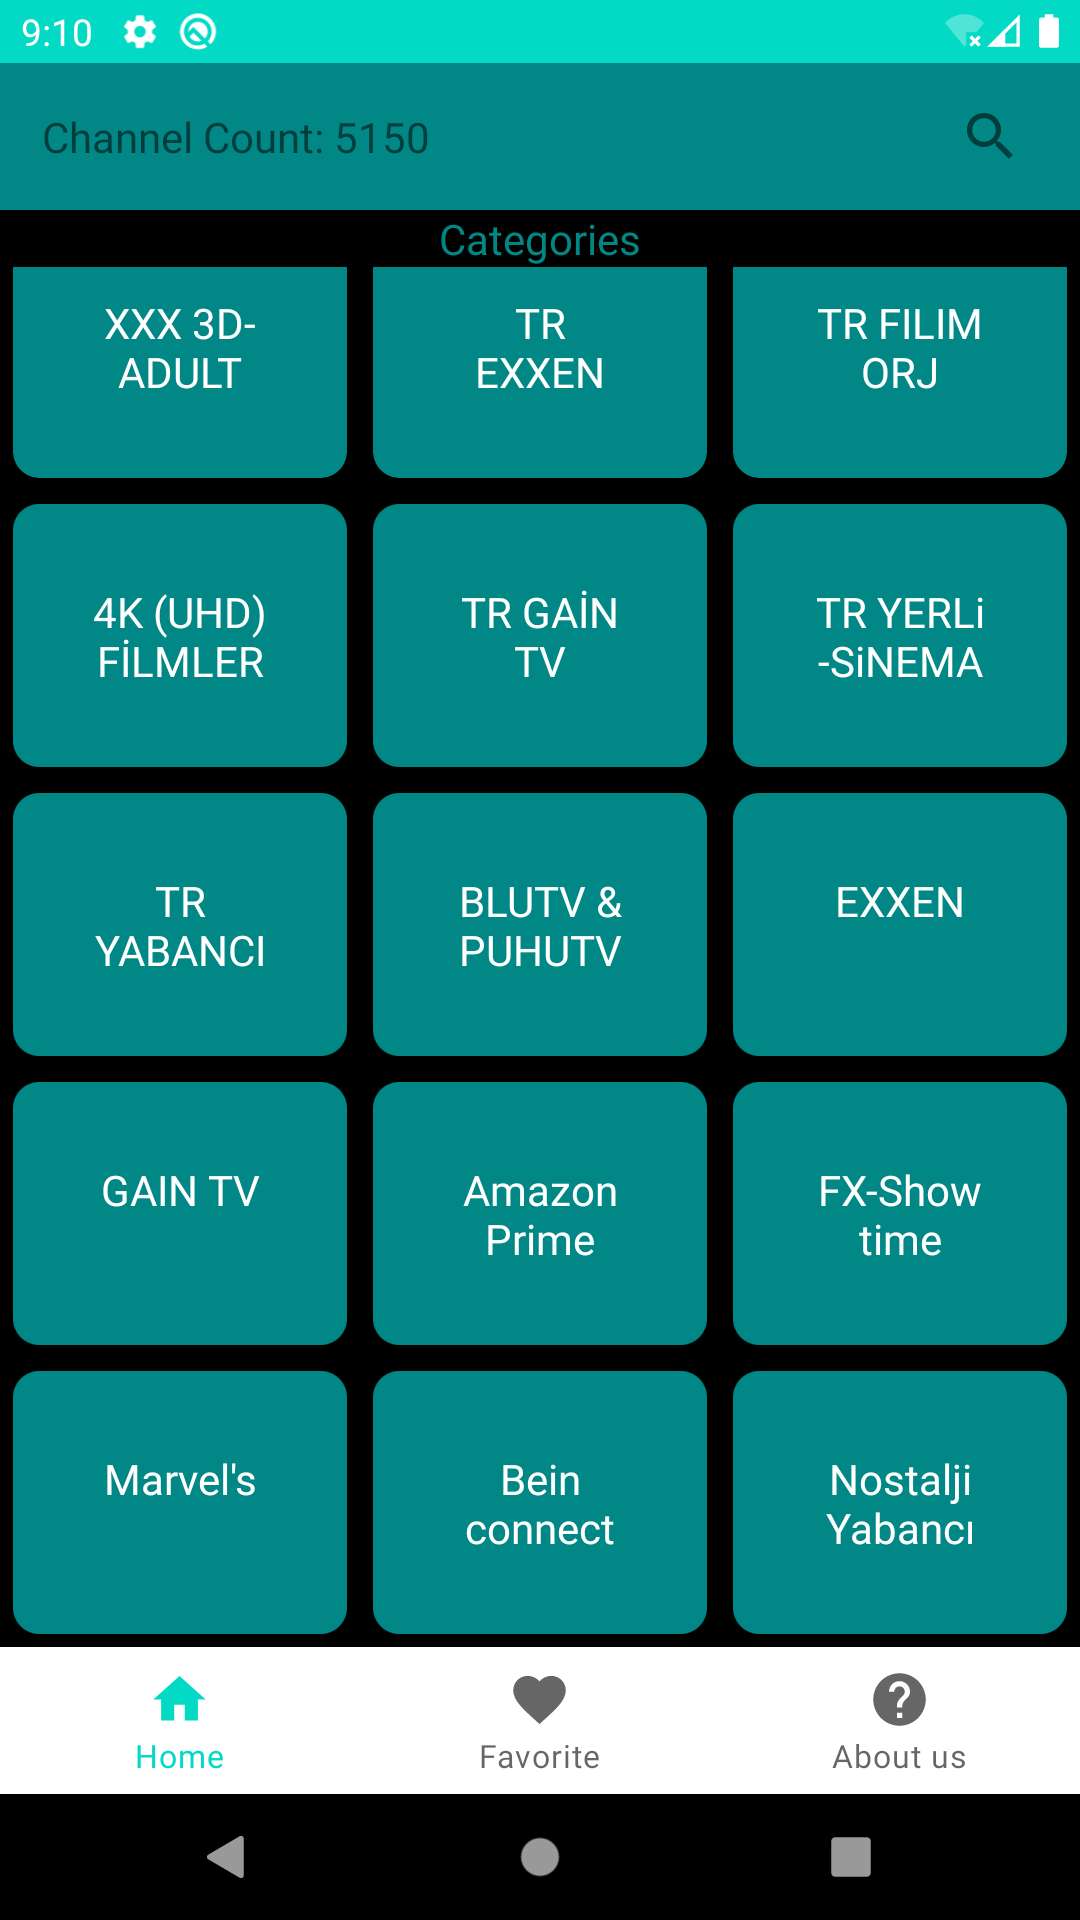 9:10
Channel Count: 5150
Categories
XXX 3D-
ADULT
TR
EXXEN
TR FILIM
ORJ
4K (UHD)
FİLMLER
TR GAİN
TV
TR YERLi
-SiNEMA
TR
YABANCI
BLUTV &
PUHUTV
EXXEN
GAIN TV
Amazon
Prime
FX-Show
time
Marvel's
Bein
connect
Nostalji
Yabancı
Home
Favorite
About us